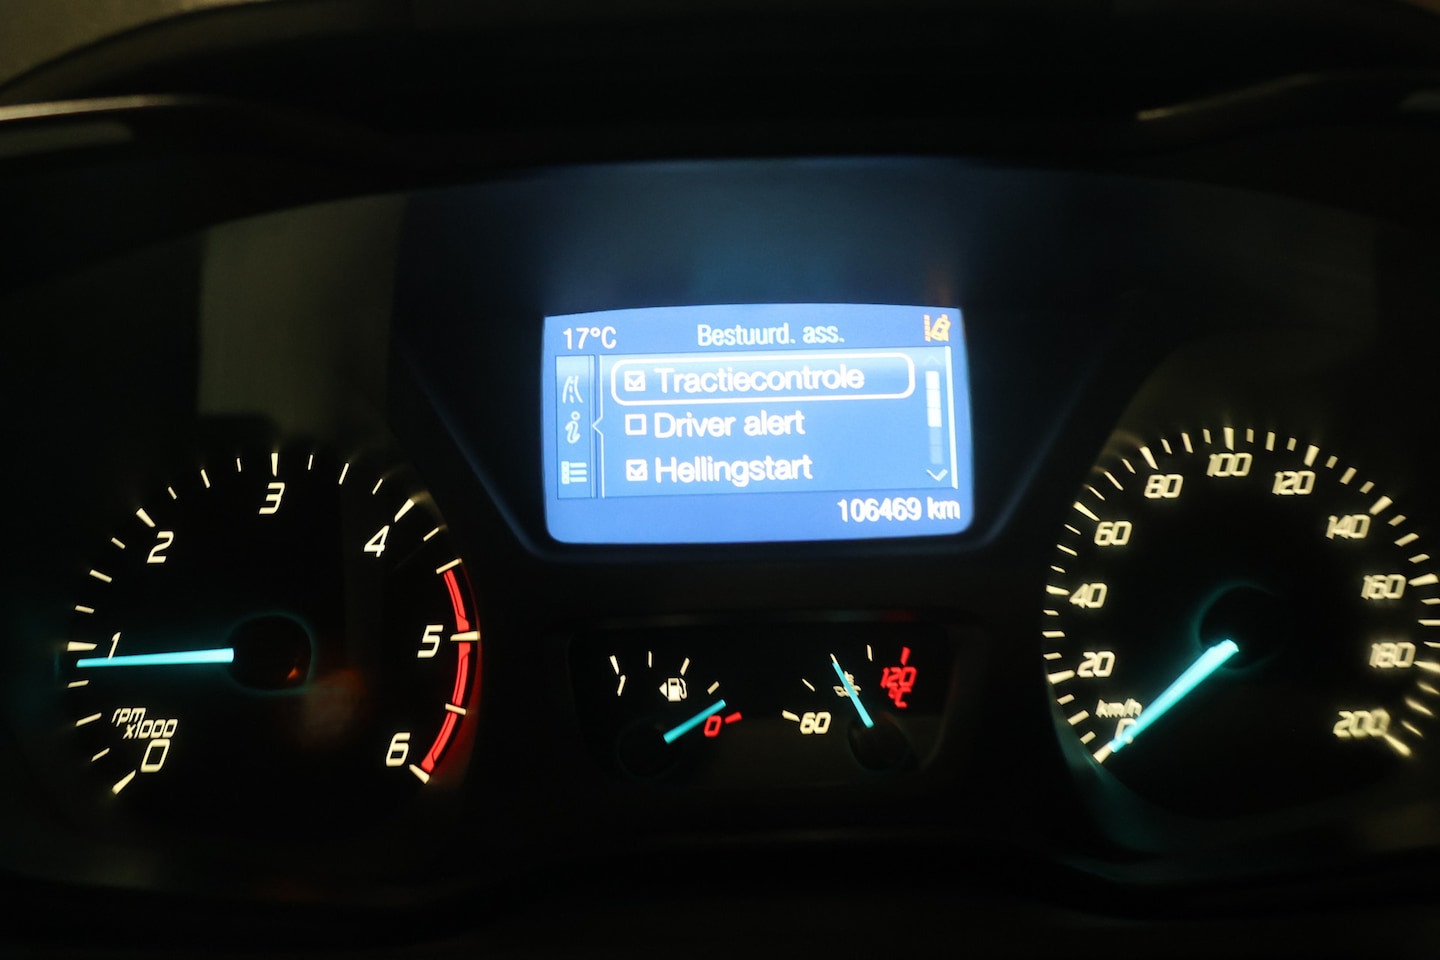 17°C Bestuurd. ass.
Tractiecontrole
Driver alert
Hellingstart
106469 km
0 1 2 3 4 5 6
rpm
x1000
1 0
60 120
°C
0 20 40 60 80 100 120 140 160 180 200
km/h